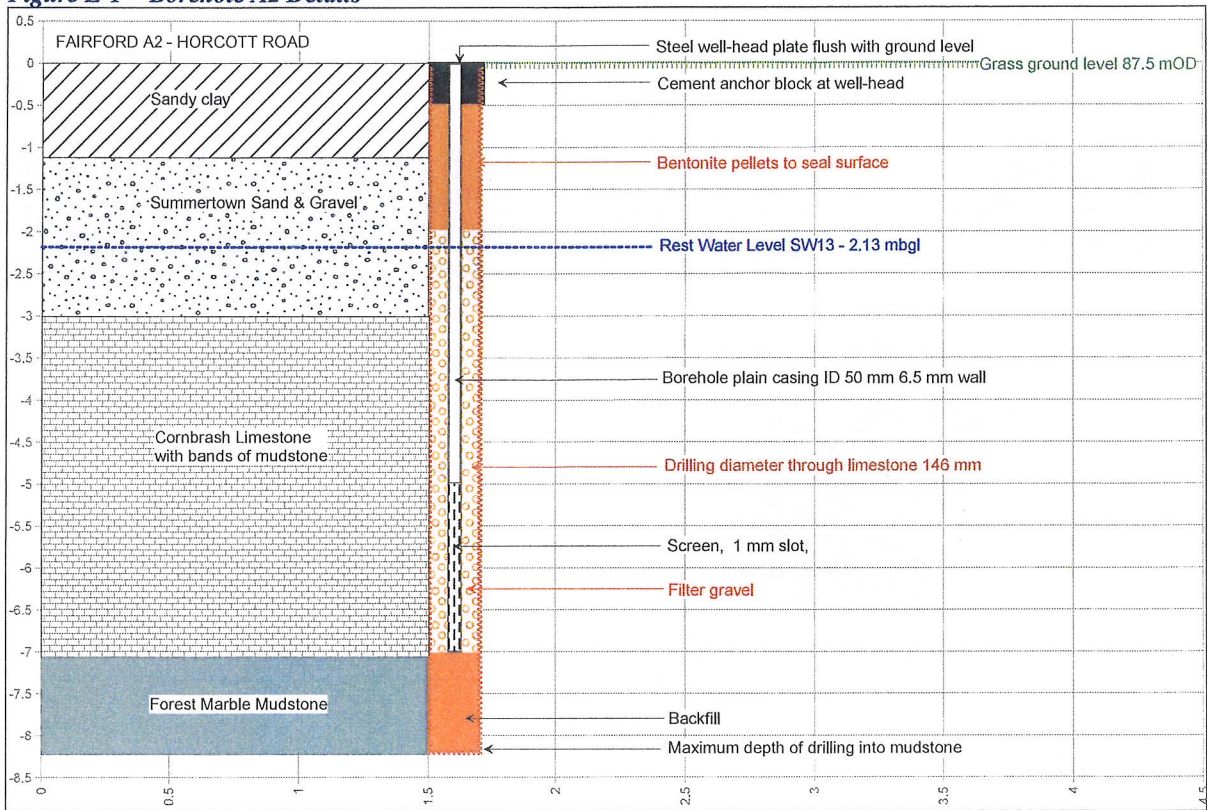 Figure E-1 Borehole A2 Details
0.5
FAIRFORD A2 - HORCOTT ROAD
Steel well-head plate flush with ground level
0
Grass ground level 87.5 mOD
Cement anchor block at well-head
Sandy clay
-0.5
-1
Bentonite pellets to seal surface
-1.5
Summertown Sand & Gravel
-2
Rest Water Level SW13 - 2.13 mbgl
-2.5
-3
-3.5
Borehole plain casing ID 50 mm 6.5 mm wall
-4
Cornbrash Limestone
with bands of mudstone
-4.5
Drilling diameter through limestone 146 mm
-5
-5.5
Screen, 1 mm slot,
-6
Filter gravel
-6.5
-7
-7.5
Forest Marble Mudstone
Backfill
-8
Maximum depth of drilling into mudstone
-8.5
0
0.5
1
1.5
2
2.5
3
3.5
4
4.5